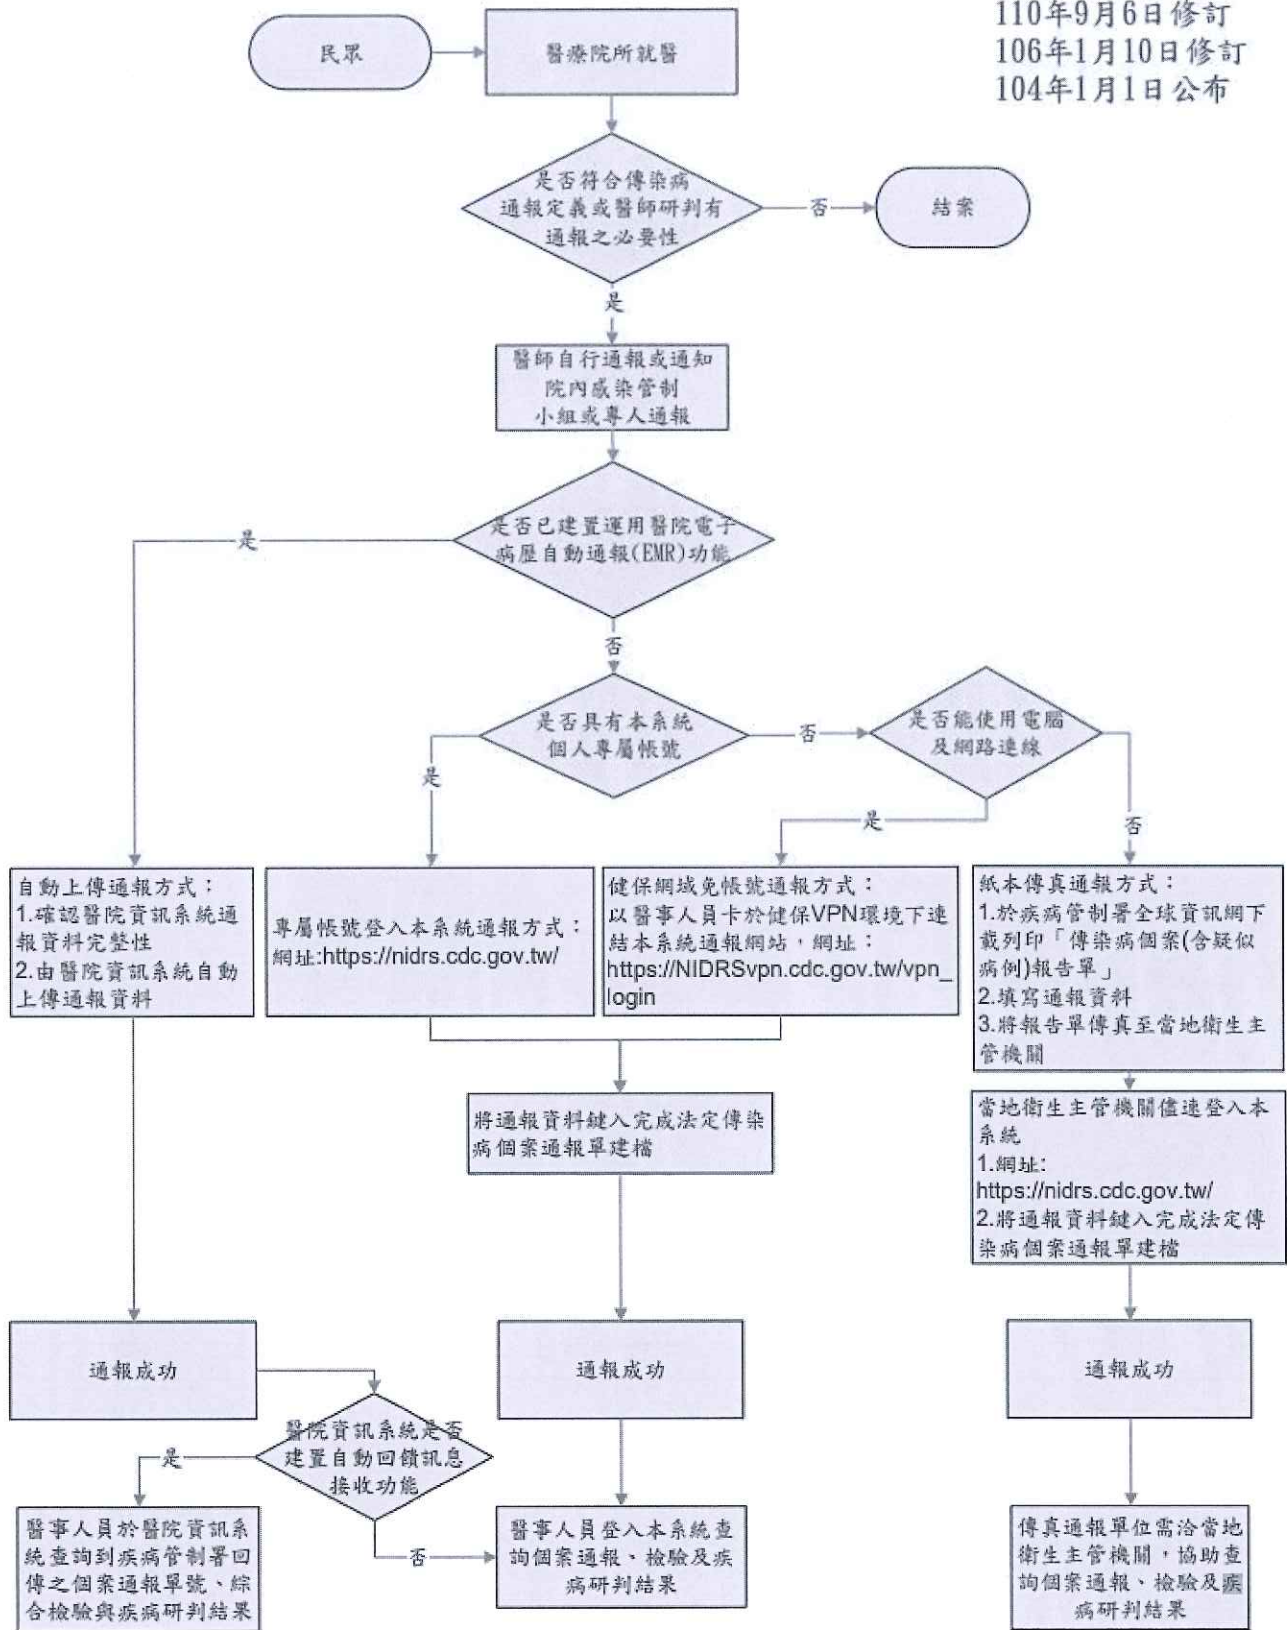 110年9月6日修訂
106年1月10日修訂
104年1月1日公布
民眾
醫療院所就醫
是否符合傳染病
通報定義或醫師研判有
通報之必要性
否
結案
是
醫師自行通報或通知
院內感染管制
小組或專人通報
是否已建置運用醫院電子
病歷自動通報(EMR)功能
是
否
是否具有本系統
個人專屬帳號
否
是否能使用電腦
及網路連線
是
是
否
自動上傳通報方式：
1.確認醫院資訊系統通
報資料完整性
2.由醫院資訊系統自動
上傳通報資料
專屬帳號登入本系統通報方式：
網址:https://nidrs.cdc.gov.tw/
健保網域免帳號通報方式：
以醫事人員卡於健保VPN環境下連
結本系統通報網站，網址：
https://NIDRSvpn.cdc.gov.tw/vpn_
login
紙本傳真通報方式：
1.於疾病管制署全球資訊網下
載列印「傳染病個案(含疑似
病例)報告單」
2.填寫通報資料
3.將報告單傳真至當地衛生主
管機關
將通報資料鍵入完成法定傳染
病個案通報單建檔
當地衛生主管機關儘速登入本
系統
1.網址:
https://nidrs.cdc.gov.tw/
2.將通報資料鍵入完成法定傳
染病個案通報單建檔
通報成功
通報成功
通報成功
醫院資訊系統是否
建置自動回饋訊息
接收功能
是
否
醫事人員於醫院資訊系
統查詢到疾病管制署回
傳之個案通報單號、綜
合檢驗與疾病研判結果
醫事人員登入本系統查
詢個案通報、檢驗及疾
病研判結果
傳真通報單位需洽當地
衛生主管機關，協助查
詢個案通報、檢驗及疾
病研判結果